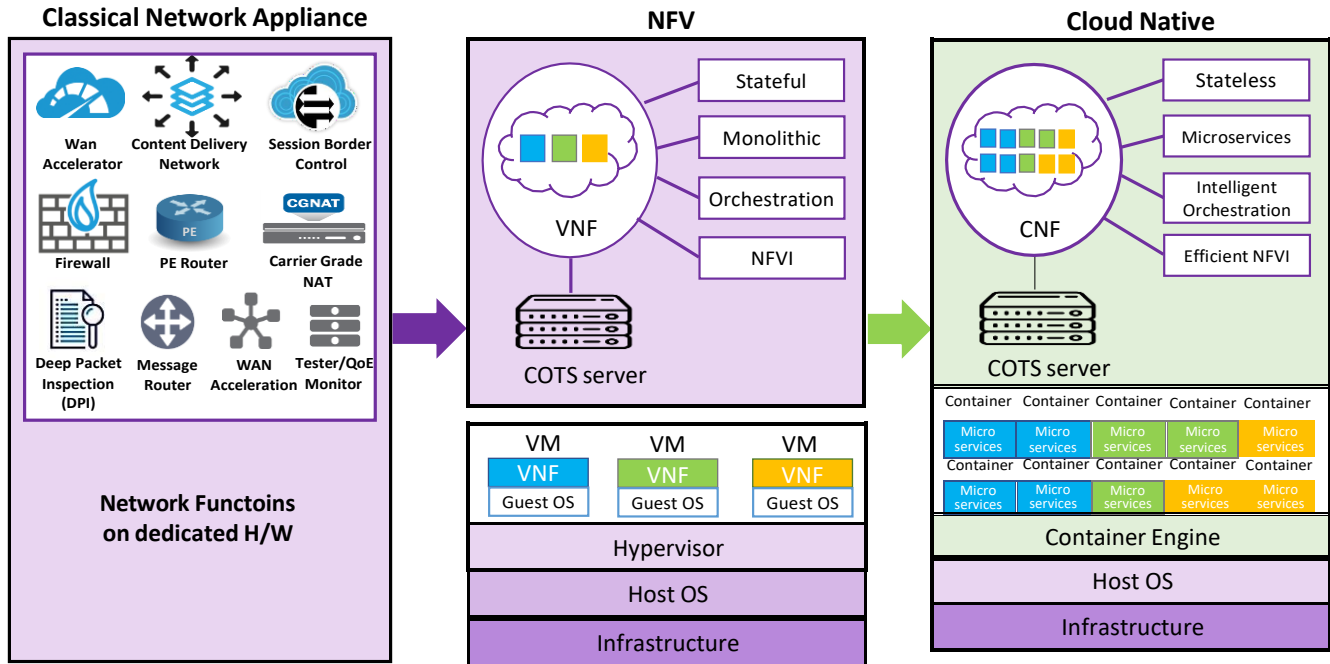 Classical Network Appliance
Wan
Accelerator
Content Delivery
Network
Session Border
Control
Firewall
PE
PE Router
CGNAT
Carrier Grade
NAT
Deep Packet
Inspection
(DPI)
Message
Router
WAN
Acceleration
Tester/QoE
Monitor
Network Functoins
on dedicated H/W
NFV
VNF
Stateful
Monolithic
Orchestration
NFVI
COTS server
VM VM VM
VNF VNF VNF
Guest OS Guest OS Guest OS
Hypervisor
Host OS
Infrastructure
Cloud Native
CNF
Stateless
Microservices
Intelligent
Orchestration
Efficient NFVI
COTS server
Container Container Container Container Container
Micro Micro Micro Micro Micro
services services services services services
Container Container Container Container Container
Micro Micro Micro Micro Micro
services services services services services
Container Engine
Host OS
Infrastructure